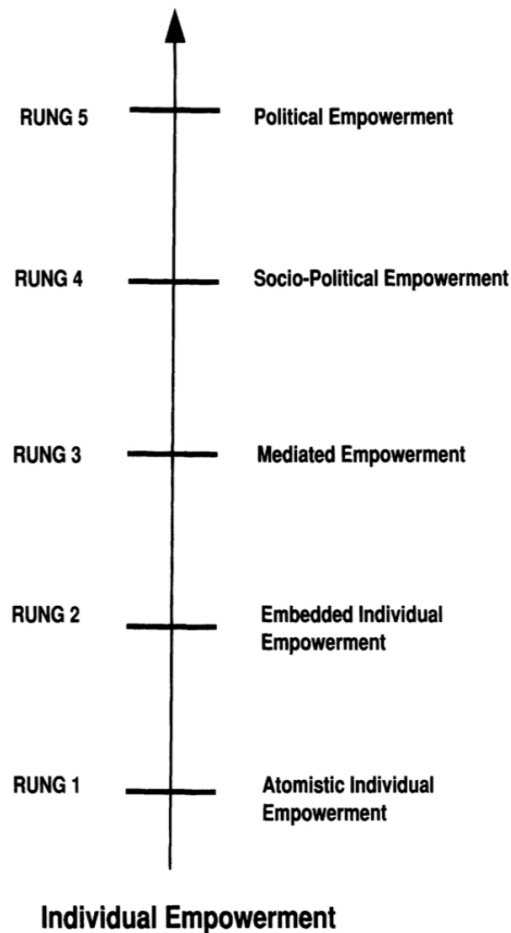 RUNG 5 Political Empowerment
RUNG 4 Socio-Political Empowerment
RUNG 3 Mediated Empowerment
RUNG 2 Embedded Individual
Empowerment
RUNG 1 Atomistic Individual
Empowerment
Individual Empowerment